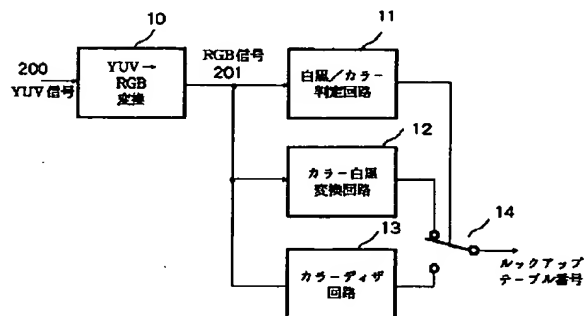 10
200
YUV信号
YUV→
RGB
変換
RGB信号
201
11
白黒／カラー
判定回路
12
カラー白黒
変換回路
13
カラーディザ
回路
14
ルックアップ
テーブル番号